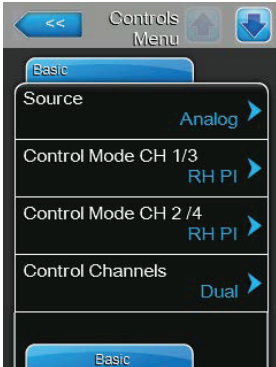 << Controls
Menu
Basic
Source
Analog
Control Mode CH 1/3
RH PI
Control Mode CH 2 /4
RH PI
Control Channels
Dual
Basic